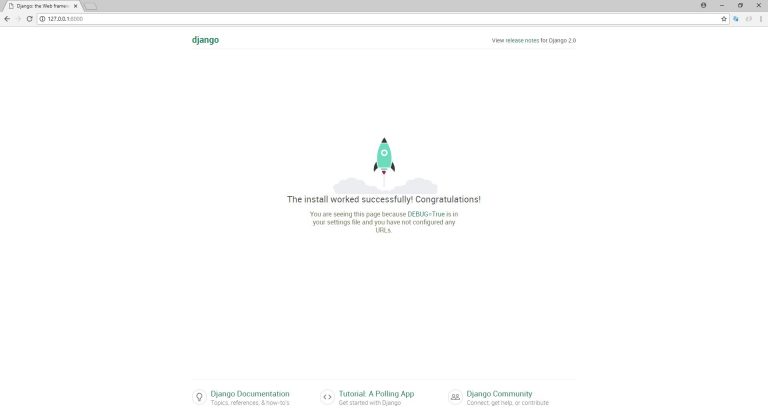 Django: the Web framew
127.0.0.1:8000
django
View release notes for Django 2.0
The install worked successfully! Congratulations!
You are seeing this page because DEBUG=True is in
your settings file and you have not configured any
URLs.
Django Documentation
Topics, references, & how-to's
Tutorial: A Polling App
Get started with Django
Django Community
Connect, get help, or contribute